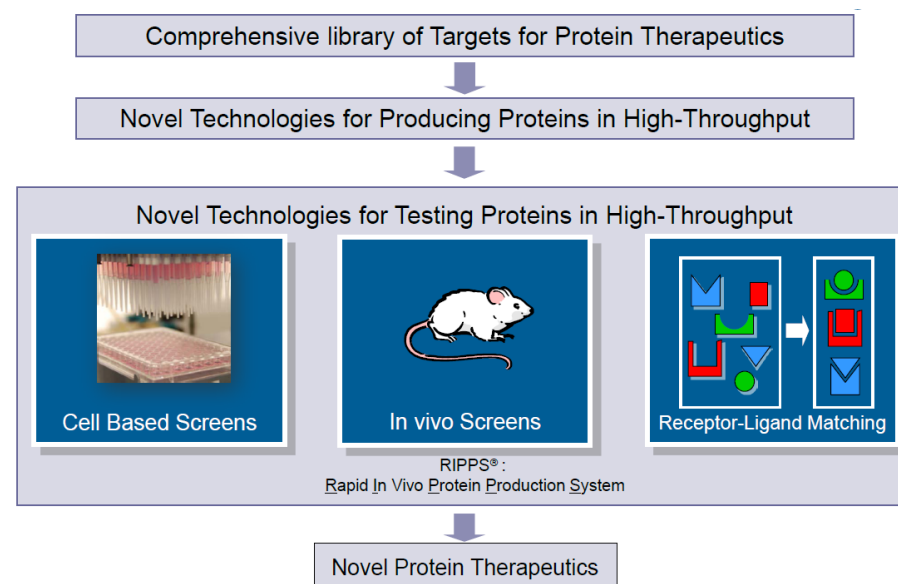 Comprehensive library of Targets for Protein Therapeutics
Novel Technologies for Producing Proteins in High-Throughput
Novel Technologies for Testing Proteins in High-Throughput
Cell Based Screens
In vivo Screens
Receptor-Ligand Matching
RIPPS® :
Rapid In Vivo Protein Production System
Novel Protein Therapeutics